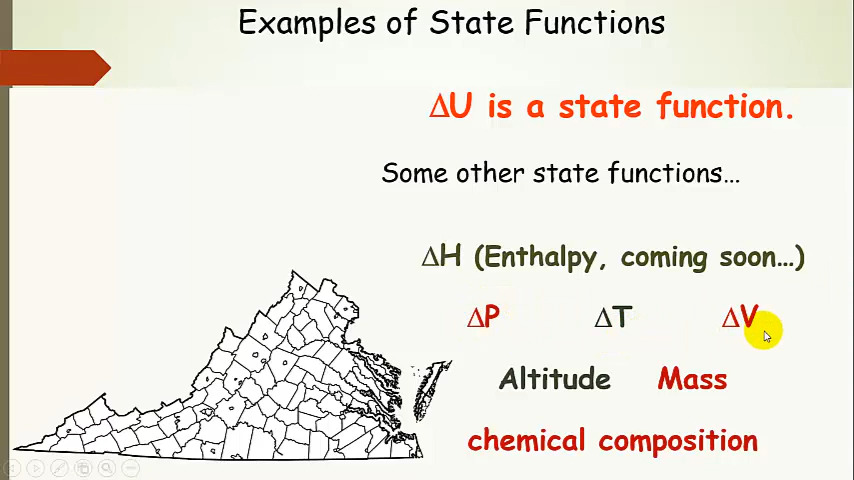 Examples of State Functions
ΔU is a state function.
Some other state functions…
ΔH (Enthalpy, coming soon…)
ΔP ΔT ΔV
Altitude Mass
chemical composition